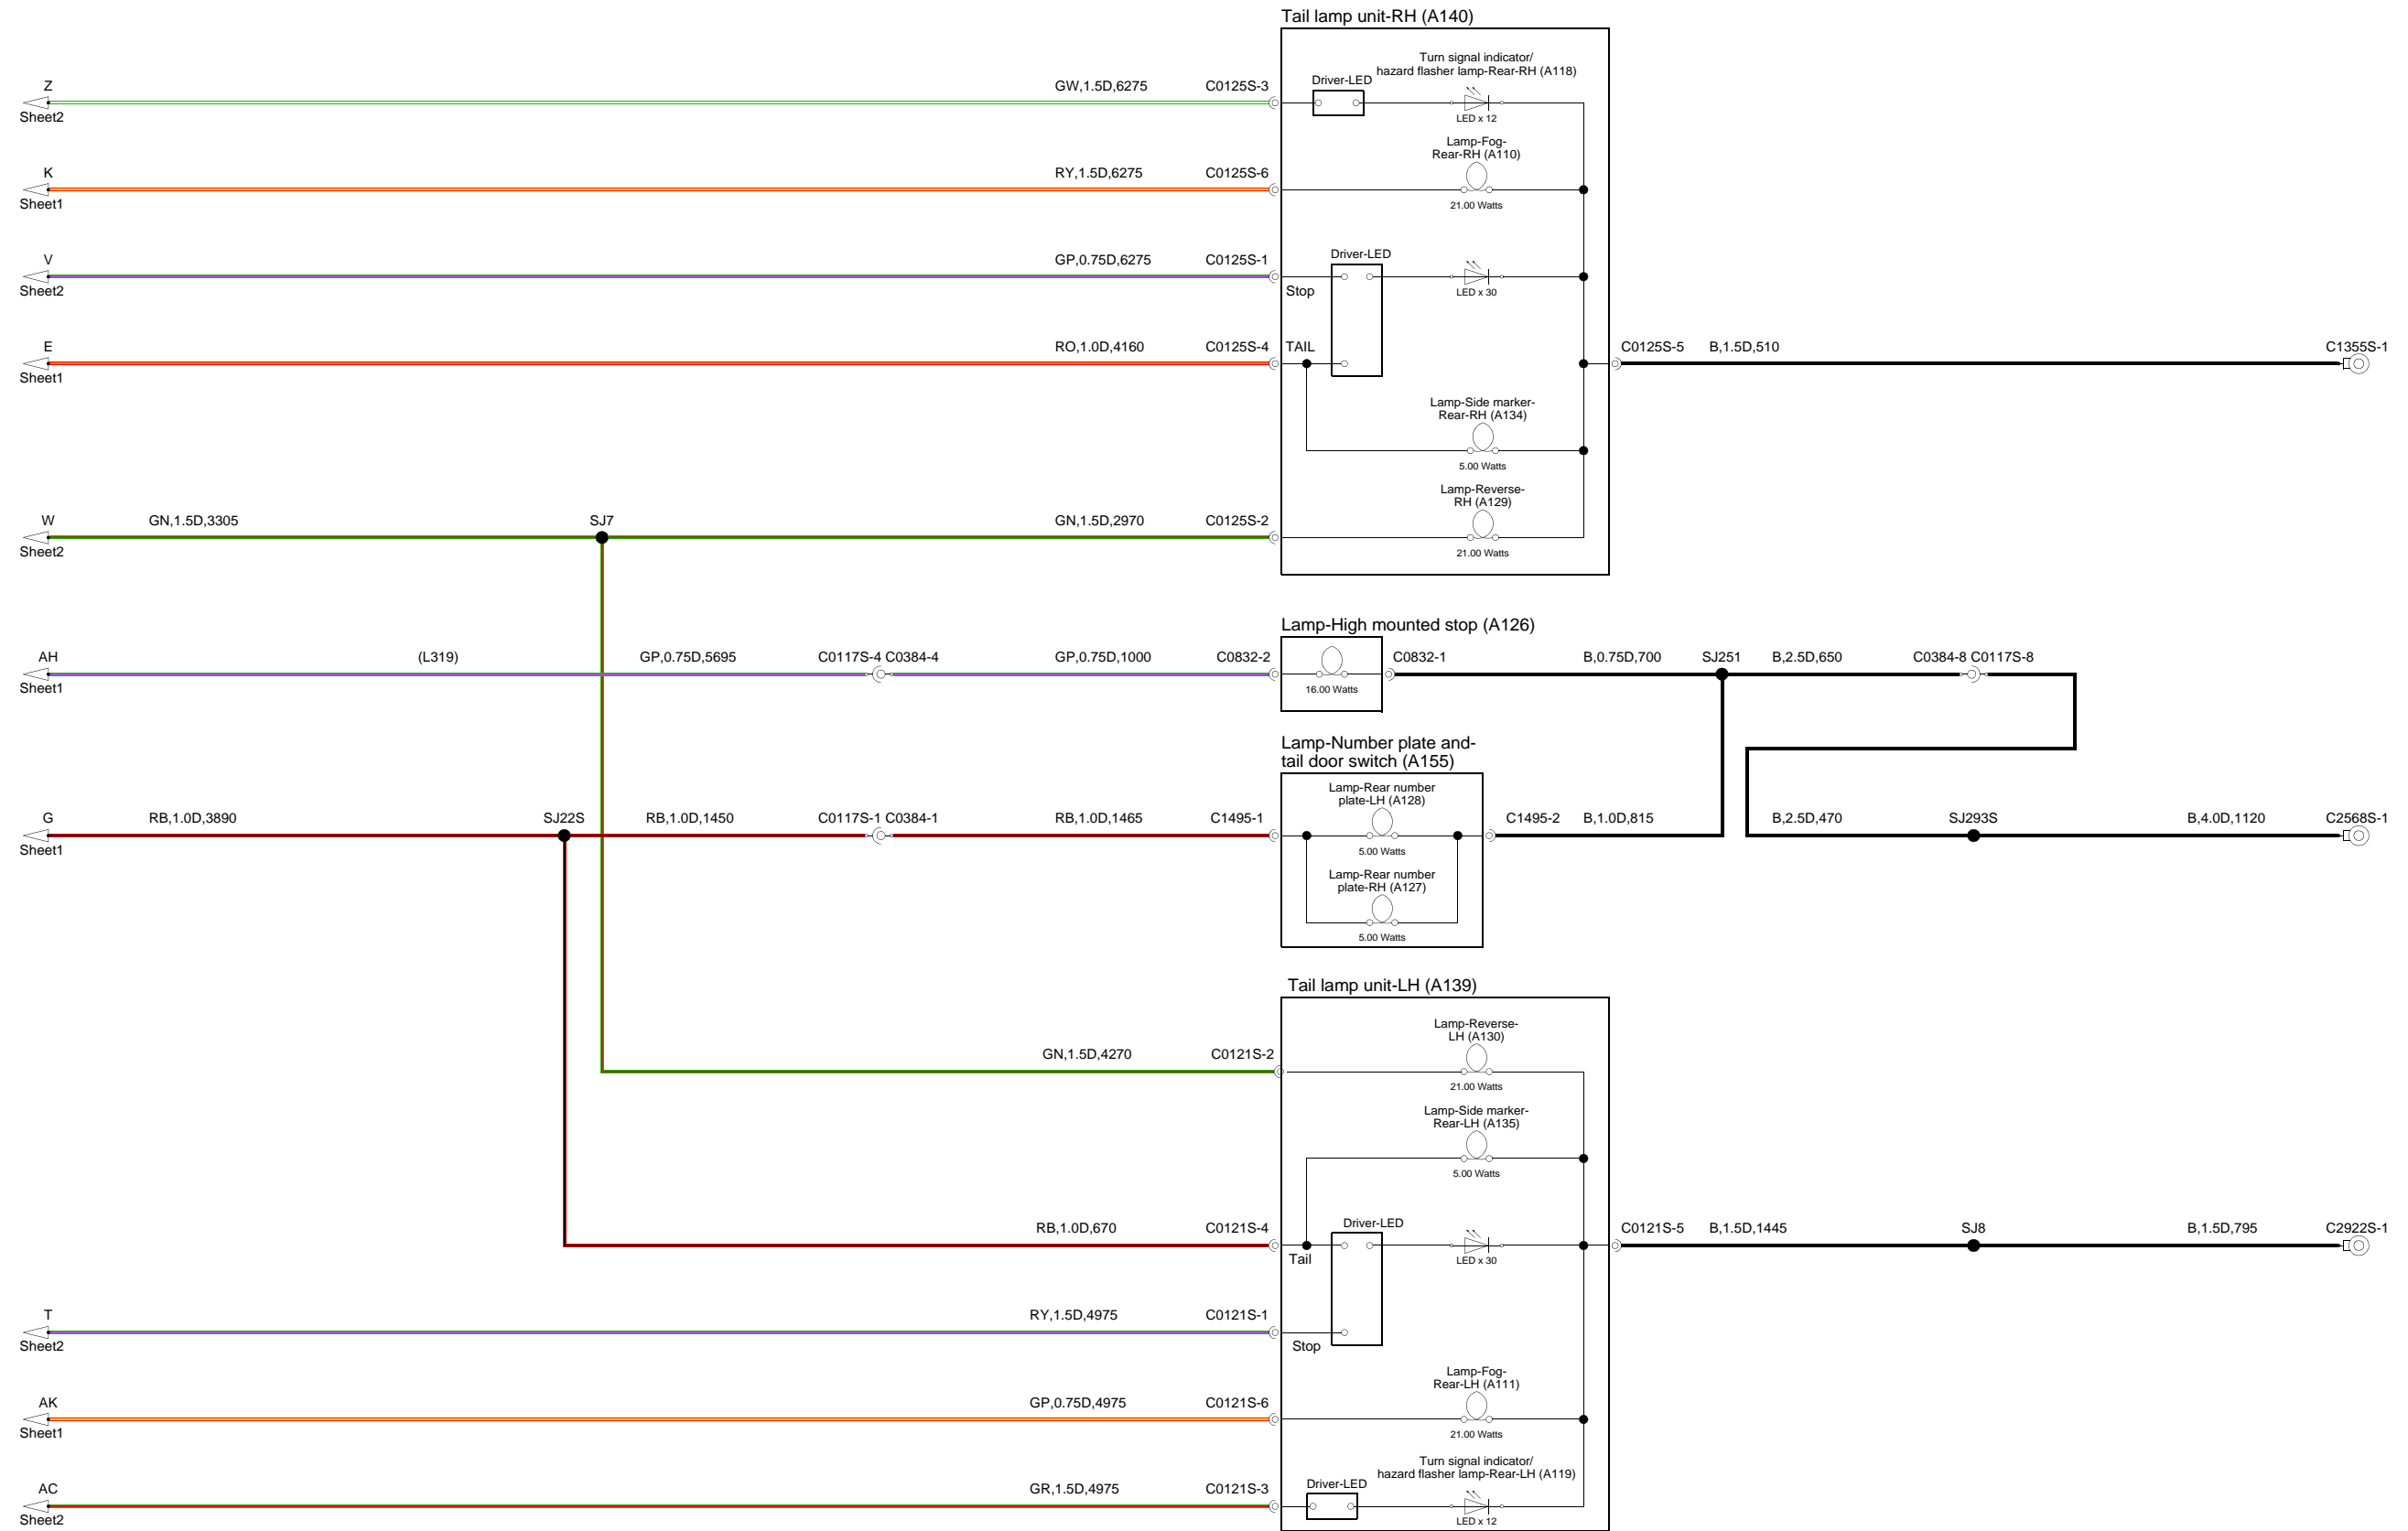 Tail lamp unit-RH (A140)
Turn signal indicator/
hazard flasher lamp-Rear-RH (A118)
Driver-LED
Z
GW,1.5D,6275
C0125S-3
Sheet2
LED x 12
Lamp-Fog-
Rear-RH (A110)
K
RY,1.5D,6275
C0125S-6
Sheet1
21.00 Watts
V
GP,0.75D,6275
C0125S-1
Driver-LED
Sheet2
Stop
LED x 30
E
RO,1.0D,4160
C0125S-4
TAIL
C0125S-5
B,1.5D,510
C1355S-1
Sheet1
Lamp-Side marker-
Rear-RH (A134)
5.00 Watts
Lamp-Reverse-
RH (A129)
W
GN,1.5D,3305
SJ7
GN,1.5D,2970
C0125S-2
Sheet2
21.00 Watts
Lamp-High mounted stop (A126)
AH
(L319)
GP,0.75D,5695
C0117S-4 C0384-4
GP,0.75D,1000
C0832-2
C0832-1
B,0.75D,700
SJ251
B,2.5D,650
C0384-8 C0117S-8
Sheet1
16.00 Watts
Lamp-Number plate and-
tail door switch (A155)
Lamp-Rear number
plate-LH (A128)
G
RB,1.0D,3890
SJ22S
RB,1.0D,1450
C0117S-1 C0384-1
RB,1.0D,1465
C1495-1
C1495-2
B,1.0D,815
B,2.5D,470
SJ293S
B,4.0D,1120
C2568S-1
Sheet1
5.00 Watts
Lamp-Rear number
plate-RH (A127)
5.00 Watts
Tail lamp unit-LH (A139)
Lamp-Reverse-
LH (A130)
GN,1.5D,4270
C0121S-2
21.00 Watts
Lamp-Side marker-
Rear-LH (A135)
5.00 Watts
RB,1.0D,670
C0121S-4
Driver-LED
C0121S-5
B,1.5D,1445
SJ8
B,1.5D,795
C2922S-1
Tail
LED x 30
T
RY,1.5D,4975
C0121S-1
Sheet2
Stop
Lamp-Fog-
Rear-LH (A111)
AK
GP,0.75D,4975
C0121S-6
Sheet1
21.00 Watts
Turn signal indicator/
hazard flasher lamp-Rear-LH (A119)
AC
GR,1.5D,4975
C0121S-3
Driver-LED
Sheet2
LED x 12